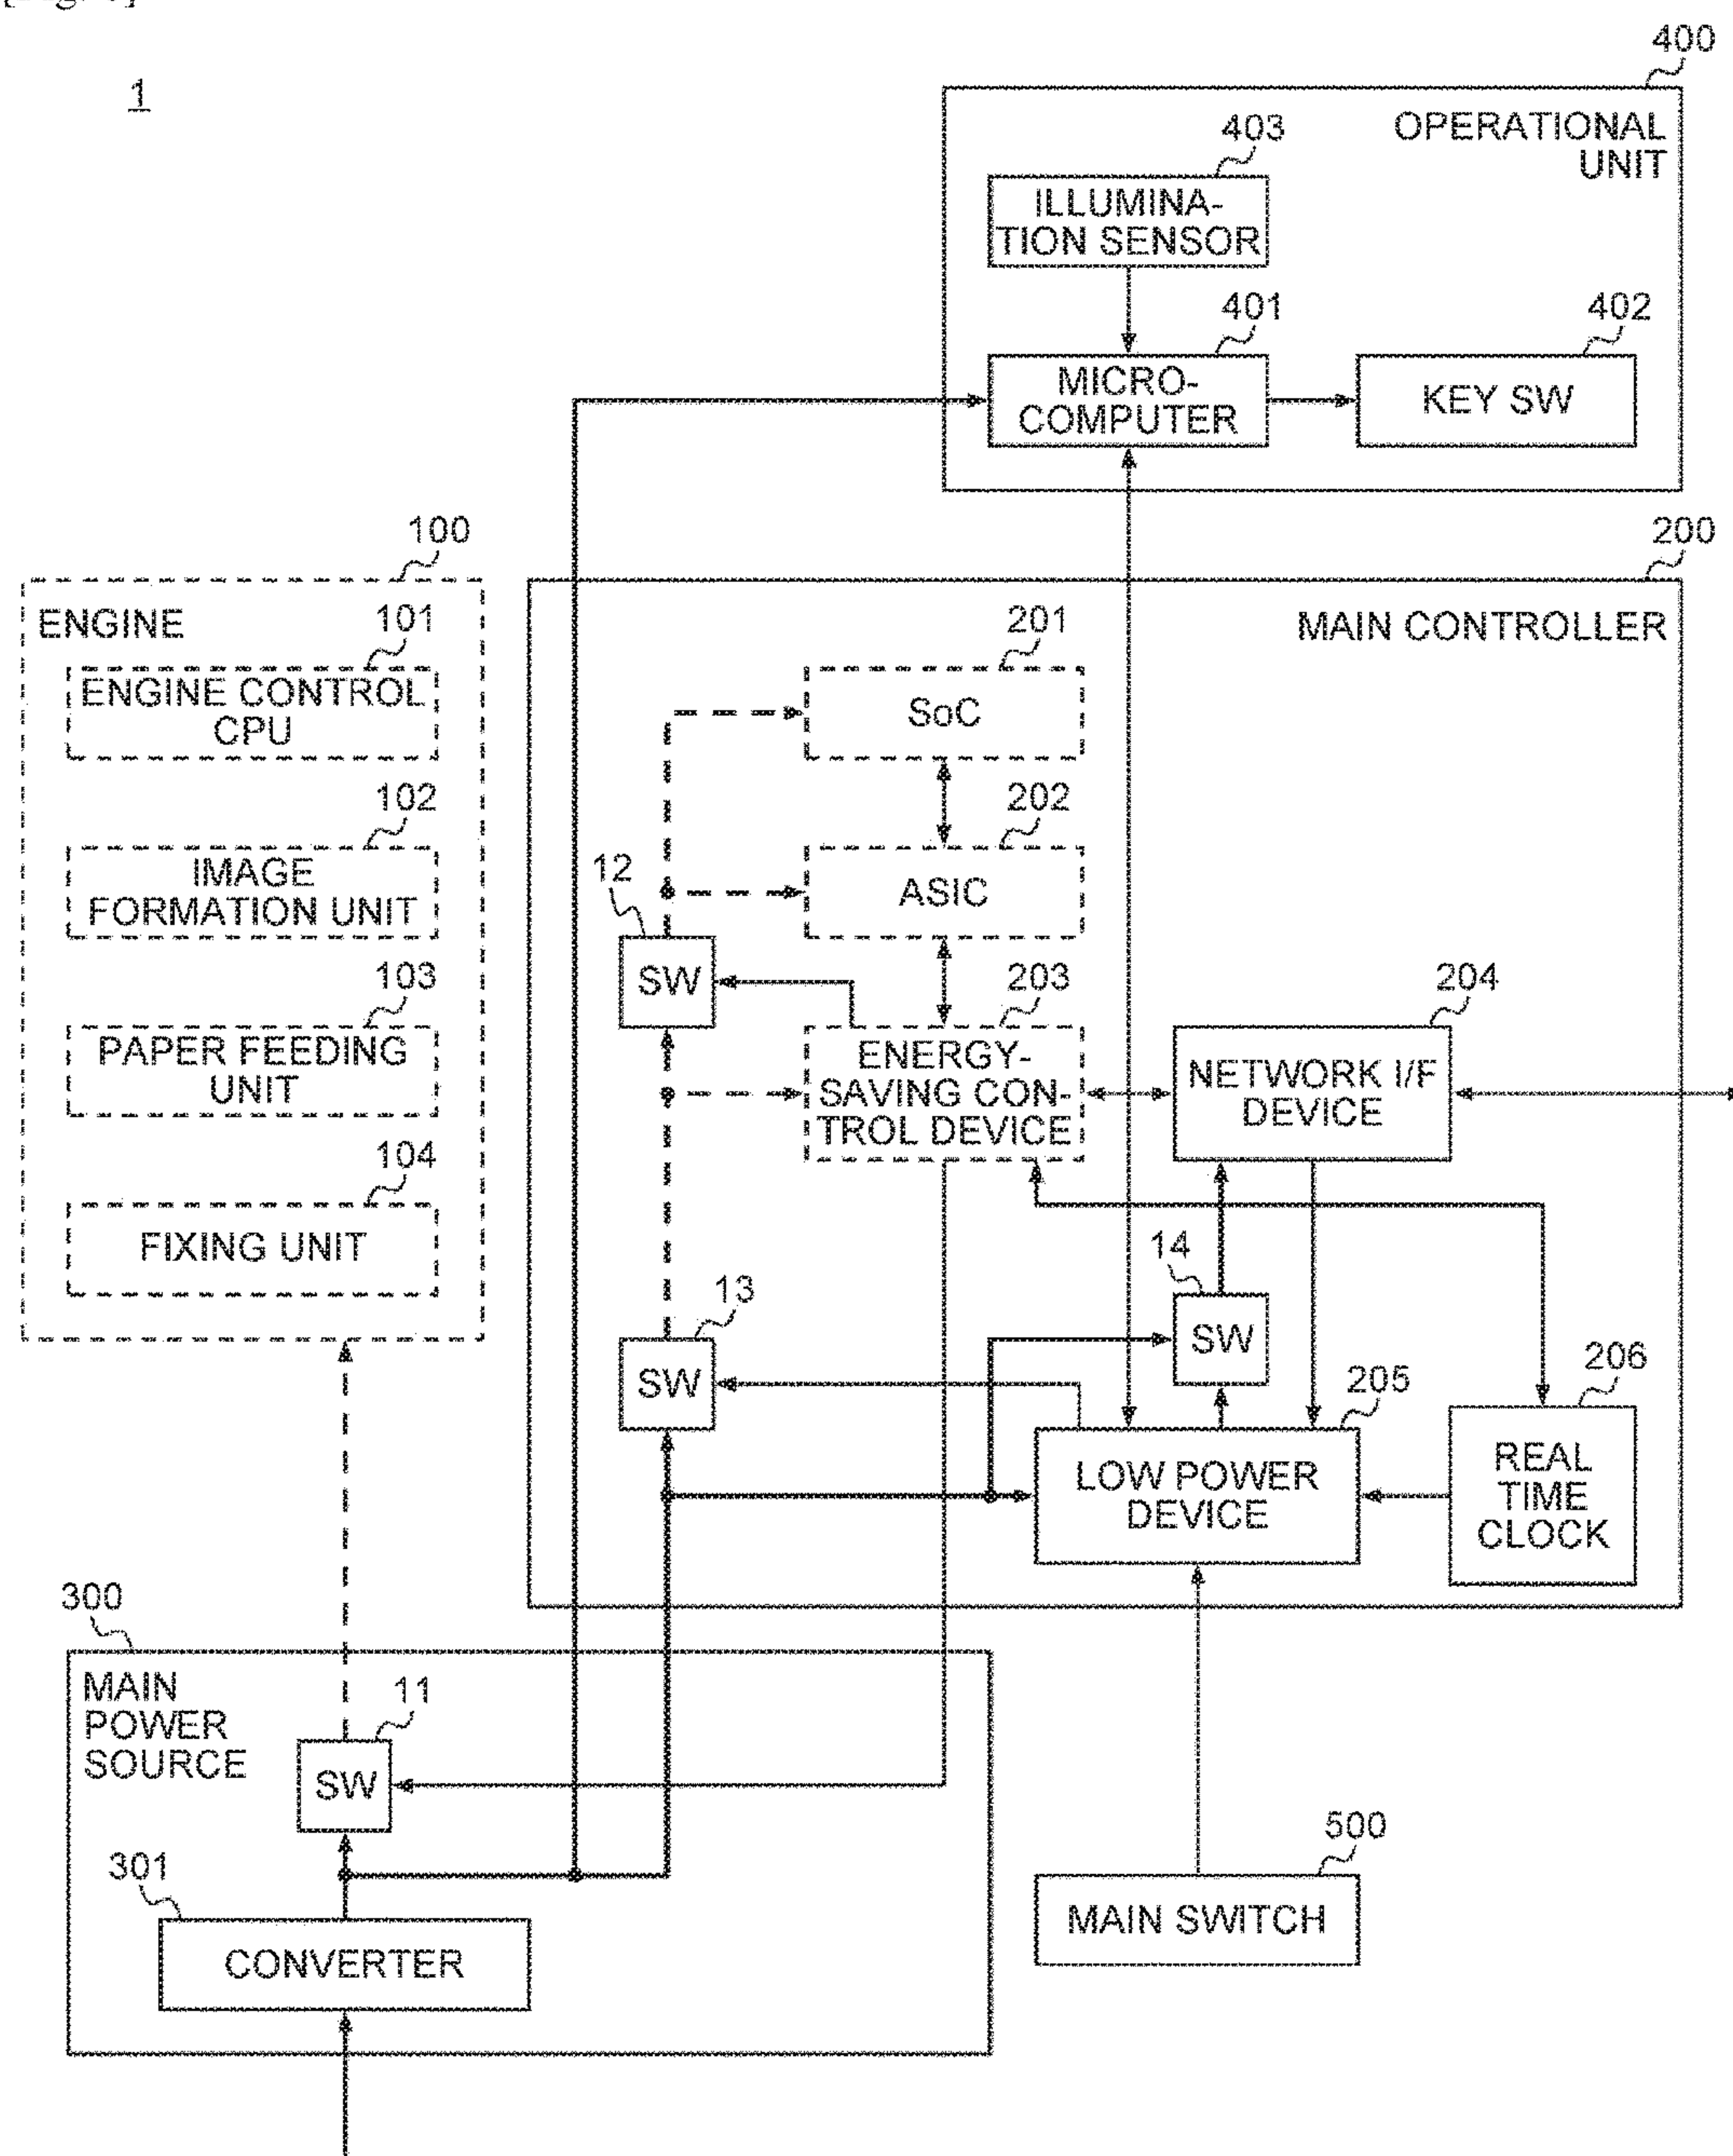 1
400
OPERATIONAL
UNIT
403
ILLUMINA-
TION SENSOR
401
MICRO-
COMPUTER
402
KEY SW
100
ENGINE
101
ENGINE CONTROL
CPU
102
IMAGE
FORMATION UNIT
103
PAPER FEEDING
UNIT
104
FIXING UNIT
200
MAIN CONTROLLER
201
SoC
202
ASIC
12
SW
203
ENERGY-
SAVING CON-
TROL DEVICE
204
NETWORK I/F
DEVICE
14
SW
13
SW
205
LOW POWER
DEVICE
206
REAL
TIME
CLOCK
300
MAIN
POWER
SOURCE
11
SW
301
CONVERTER
500
MAIN SWITCH